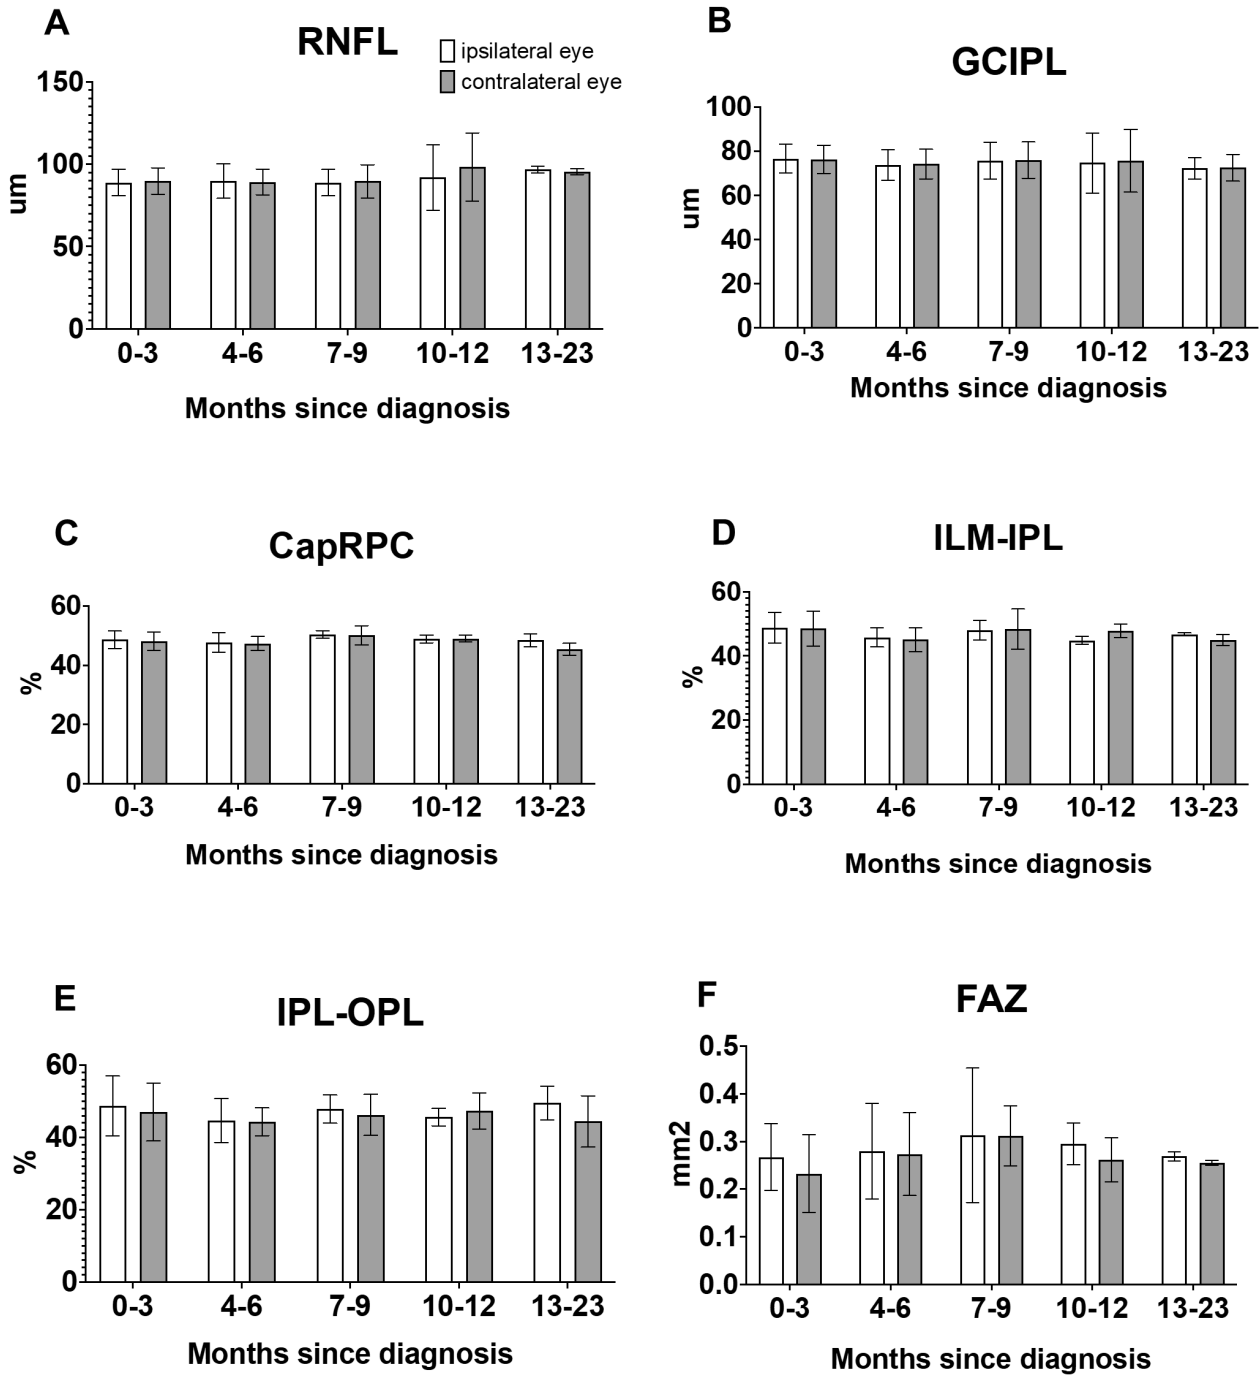 A
RNFL
ipsilateral eye
contralateral eye
150
100
50
0
um
0-3 4-6 7-9 10-12 13-23
Months since diagnosis
B
GCIPL
100
80
60
40
20
0
um
0-3 4-6 7-9 10-12 13-23
Months since diagnosis
C
CapRPC
60
40
20
0
%
0-3 4-6 7-9 10-12 13-23
Months since diagnosis
D
ILM-IPL
60
40
20
0
%
0-3 4-6 7-9 10-12 13-23
Months since diagnosis
E
IPL-OPL
60
40
20
0
%
0-3 4-6 7-9 10-12 13-23
Months since diagnosis
F
FAZ
0.5
0.4
0.3
0.2
0.1
0.0
mm2
0-3 4-6 7-9 10-12 13-23
Months since diagnosis